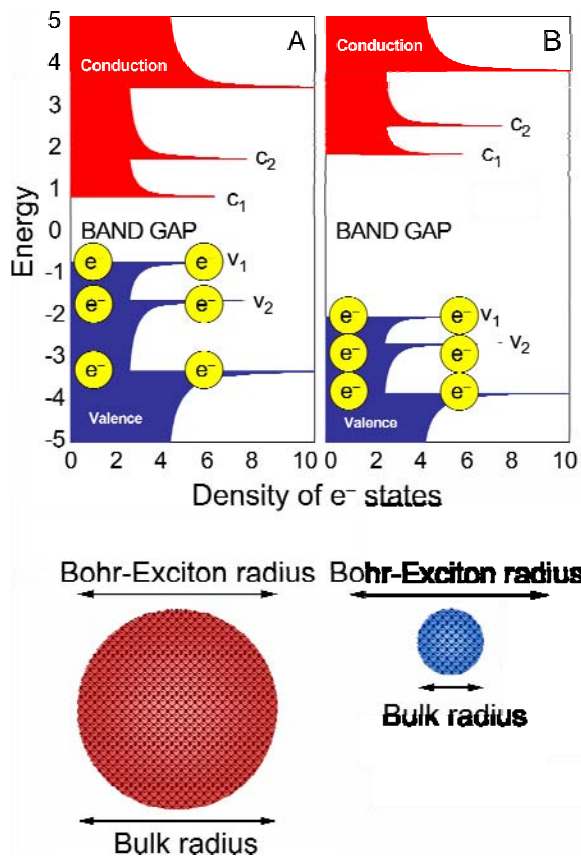 A
B
Conduction
Conduction
c2
c1
c2
c1
BAND GAP
BAND GAP
Energy
5
4
3
2
1
0
-1
-2
-3
-4
-5
e⁻
e⁻
v1
e⁻
e⁻
v2
e⁻
e⁻
Valence
e⁻
e⁻
v1
e⁻
e⁻
- v2
e⁻
e⁻
Valence
0 2 4 6 8 10
0 2 4 6 8 10
Density of e⁻ states
Bohr-Exciton radius
Bohr-Exciton radius
Bulk radius
Bulk radius